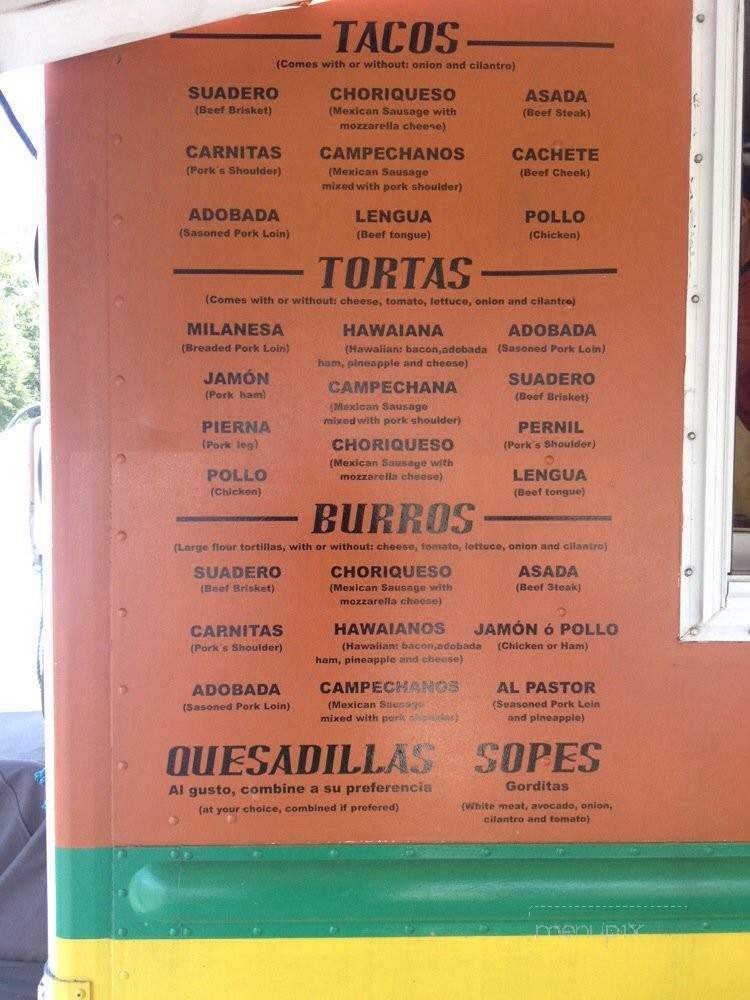 TACOS
(Comes with or without: onion and cilantro)
SUADERO CHORIQUESO ASADA
(Beef Brisket) (Mexican Sausage with (Beef Steak)
mozzarella cheese)
CARNITAS CAMPECHANOS CACHETE
(Pork´s Shoulder) (Mexican Sausage (Beef Cheek)
mixed with pork shoulder)
ADOBADA LENGUA POLLO
(Sasoned Pork Loin) (Beef tongue) (Chicken)
TORTAS
(Comes with or without: cheese, tomato, lettuce, onion and cilantro)
MILANESA HAWAIANA ADOBADA
(Breaded Pork Loin) (Hawaiian: bacon,adobada (Sasoned Pork Loin)
ham, pineapple and cheese)
JAMÓN CAMPECHANA SUADERO
(Pork ham) (Mexican Sausage (Beef Brisket)
mixed with pork shoulder)
PIERNA CHORIQUESO PERNIL
(Pork leg) (Mexican Sausage with (Pork´s Shoulder)
mozzarella cheese)
POLLO LENGUA
(Chicken) (Beef tongue)
BURROS
(Large flour tortillas, with or without: cheese, tomato, lettuce, onion and cilantro)
SUADERO CHORIQUESO ASADA
(Beef Brisket) (Mexican Sausage with (Beef Steak)
mozzarella cheese)
CARNITAS HAWAIANOS JAMÓN ó POLLO
(Pork´s Shoulder) (Hawaiian: bacon,adobada (Chicken or Ham)
ham, pineapple and cheese)
ADOBADA CAMPECHANOS AL PASTOR
(Sasoned Pork Loin) (Mexican Sausage (Seasoned Pork Loin
mixed with pork shoulder) and pineapple)
QUESADILLAS SOPES
Al gusto, combine a su preferencia Gorditas
(at your choice, combined if prefered) (White meat, avocado, onion,
cilantro and tomato)
menupix